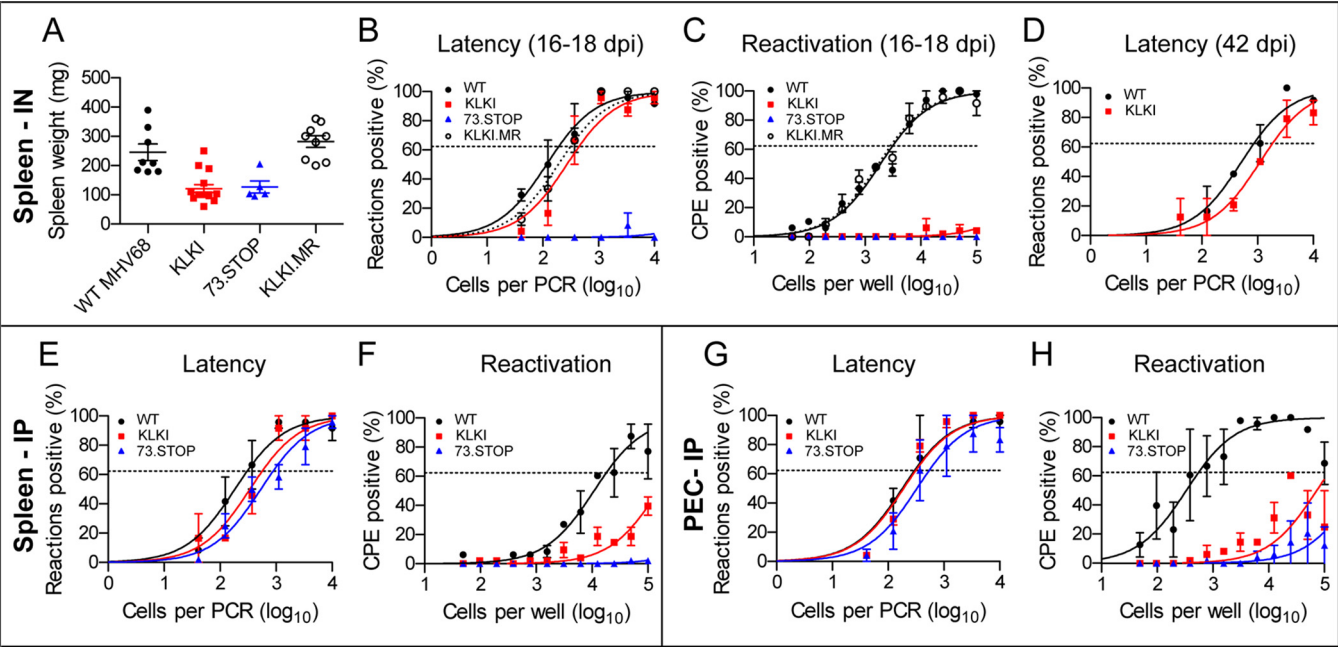 A
Spleen - IN
Spleen weight (mg)
500
400
300
200
100
0
WT MHV68
KLKI
73.STOP
KLKI.MR
B
Latency (16-18 dpi)
Reactions positive (%)
100
80
60
40
20
0
WT
KLKI
73.STOP
KLKI.MR
0 1 2 3 4
Cells per PCR (log10)
C
Reactivation (16-18 dpi)
CPE positive (%)
100
80
60
40
20
0
WT
KLKI
73.STOP
KLKI.MR
1 2 3 4 5
Cells per well (log10)
D
Latency (42 dpi)
Reactions positive (%)
100
80
60
40
20
0
WT
KLKI
0 1 2 3 4
Cells per PCR (log10)
E
Latency
Spleen - IP
Reactions positive (%)
100
80
60
40
20
0
WT
KLKI
73.STOP
0 1 2 3 4
Cells per PCR (log10)
F
Reactivation
CPE positive (%)
100
80
60
40
20
0
WT
KLKI
73.STOP
1 2 3 4 5
Cells per well (log10)
G
Latency
PEC- IP
Reactions positive (%)
100
80
60
40
20
0
WT
KLKI
73.STOP
0 1 2 3 4
Cells per PCR (log10)
H
Reactivation
CPE positive (%)
100
80
60
40
20
0
WT
KLKI
73.STOP
1 2 3 4 5
Cells per well (log10)